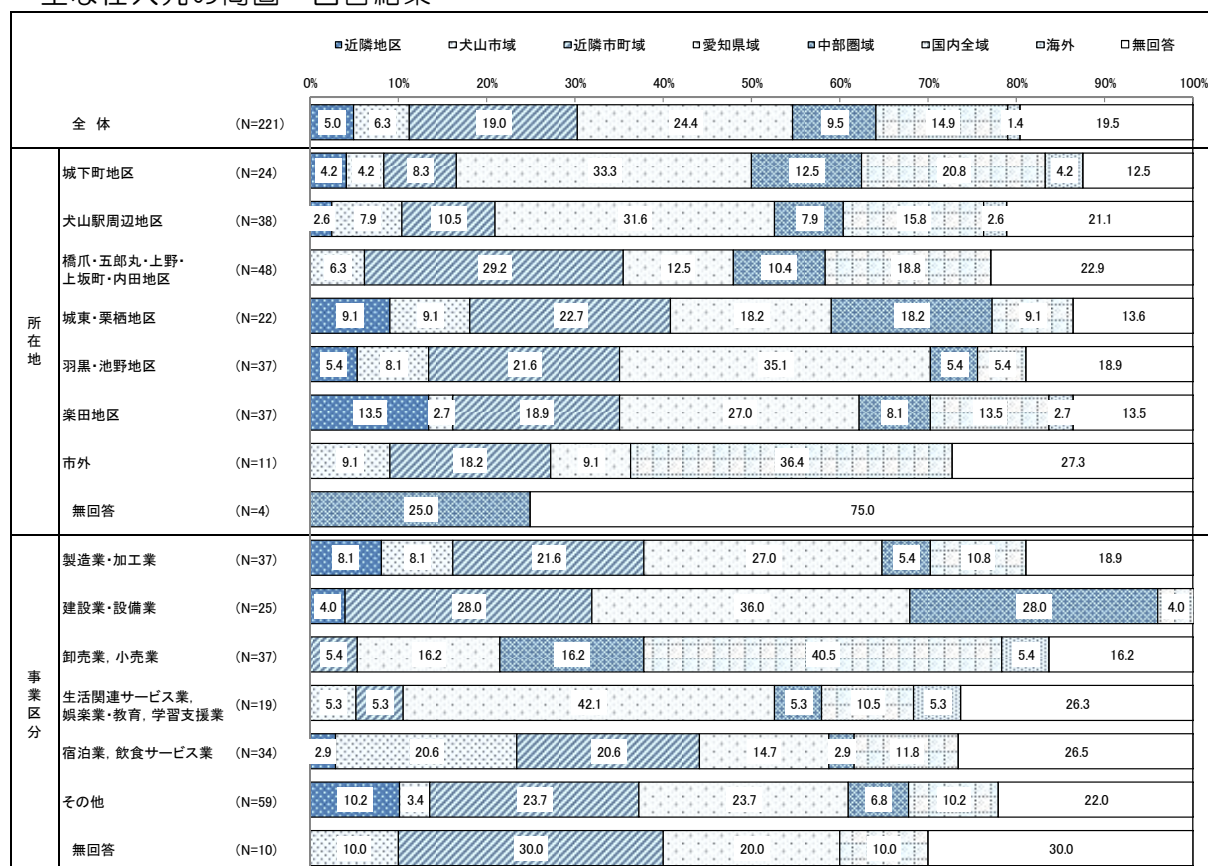 主な仕入先の商圏 回答結果
近隣地区 犬山市域 近隣市町域 愛知県域 中部圏域 国内全域 海外 無回答
0% 10% 20% 30% 40% 50% 60% 70% 80% 90% 100%
全 体 (N=221) 5.0 6.3 19.0 24.4 9.5 14.9 1.4 19.5
所在地
城下町地区 (N=24) 4.2 4.2 8.3 33.3 12.5 20.8 4.2 12.5
犬山駅周辺地区 (N=38) 2.6 7.9 10.5 31.6 7.9 15.8 2.6 21.1
橋爪・五郎丸・上野・
上坂町・内田地区 (N=48) 6.3 29.2 12.5 10.4 18.8 22.9
城東・栗栖地区 (N=22) 9.1 9.1 22.7 18.2 18.2 9.1 13.6
羽黒・池野地区 (N=37) 5.4 8.1 21.6 35.1 5.4 5.4 18.9
楽田地区 (N=37) 13.5 2.7 18.9 27.0 8.1 13.5 2.7 13.5
市外 (N=11) 9.1 18.2 9.1 36.4 27.3
無回答 (N=4) 25.0 75.0
事業区分
製造業・加工業 (N=37) 8.1 8.1 21.6 27.0 5.4 10.8 18.9
建設業・設備業 (N=25) 4.0 28.0 36.0 28.0 4.0
卸売業，小売業 (N=37) 5.4 16.2 16.2 40.5 5.4 16.2
生活関連サービス業，
娯楽業・教育，学習支援業 (N=19) 5.3 5.3 42.1 5.3 10.5 5.3 26.3
宿泊業，飲食サービス業 (N=34) 2.9 20.6 20.6 14.7 2.9 11.8 26.5
その他 (N=59) 10.2 3.4 23.7 23.7 6.8 10.2 22.0
無回答 (N=10) 10.0 30.0 20.0 10.0 30.0